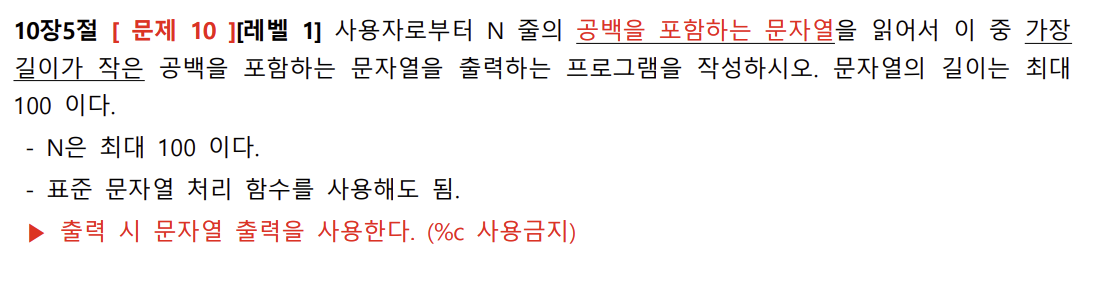 10장5절 [ 문제 10 ][레벨 1] 사용자로부터 N 줄의 공백을 포함하는 문자열을 읽어서 이 중 가장
길이가 작은 공백을 포함하는 문자열을 출력하는 프로그램을 작성하시오. 문자열의 길이는 최대
100 이다.
- N은 최대 100 이다.
- 표준 문자열 처리 함수를 사용해도 됨.
▶ 출력 시 문자열 출력을 사용한다. (%c 사용금지)